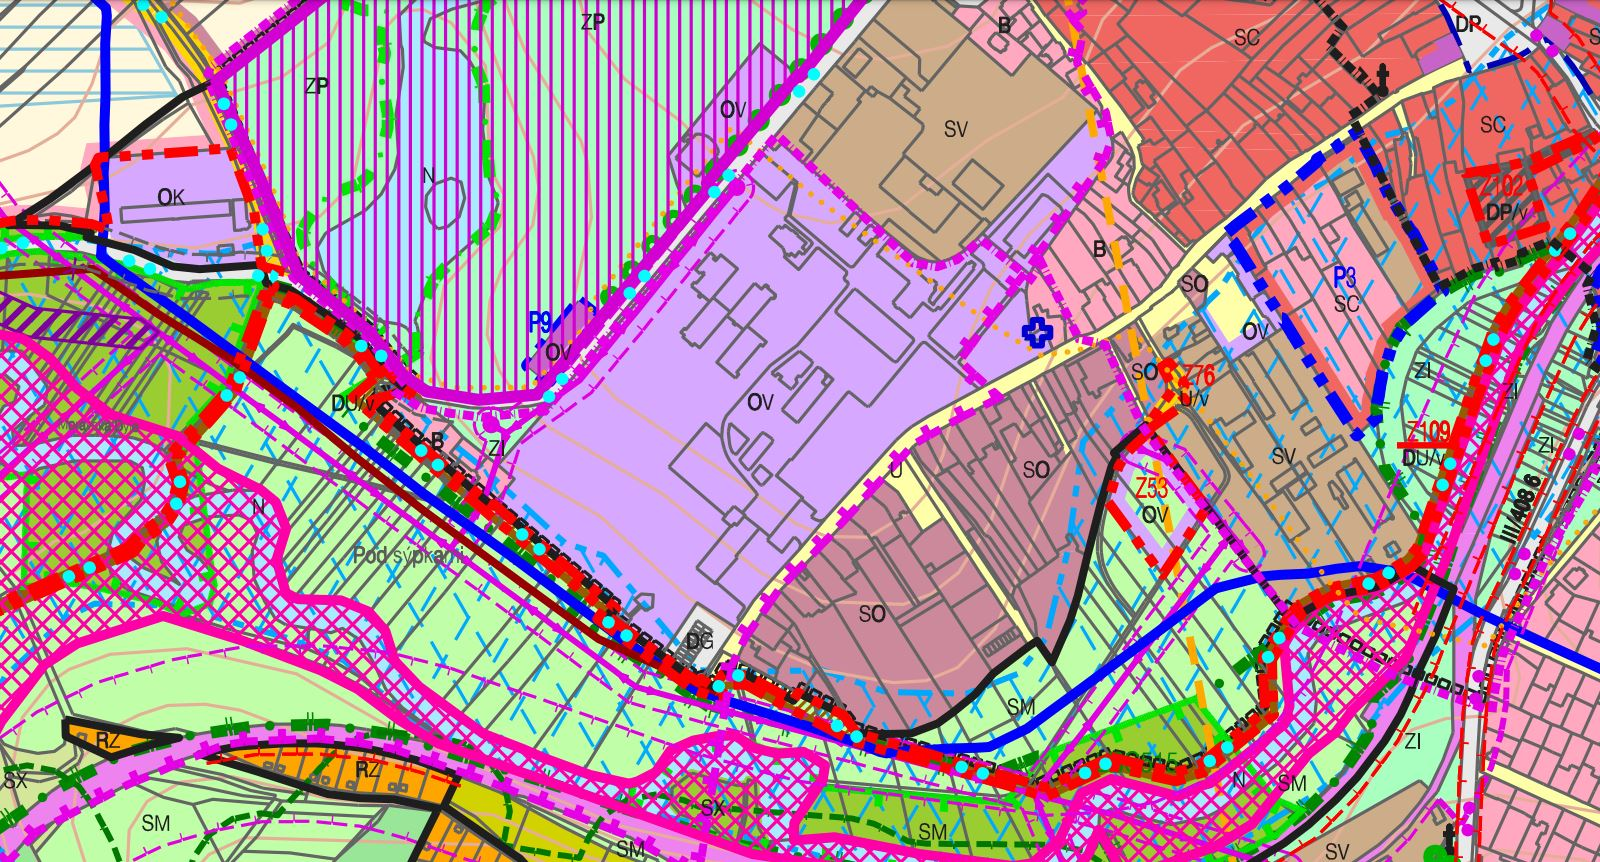 ZP
B
SC
DP
ZP
OV
SV
SC
N
Z102
DP/v
OK
B
SO
P3
SC
OV
P9
OV
SO
Z76
U/v
ZI
ZI
DU/v
OV
B
ZI
Z109
DU/v
ZI
U
SO
SV
Z53
OV
N
III/408 6
Pod sýpkami
SO
DG
SM
ZI
RZ
RZ
SX
N
SM
SX
SM
SM
SM
SV